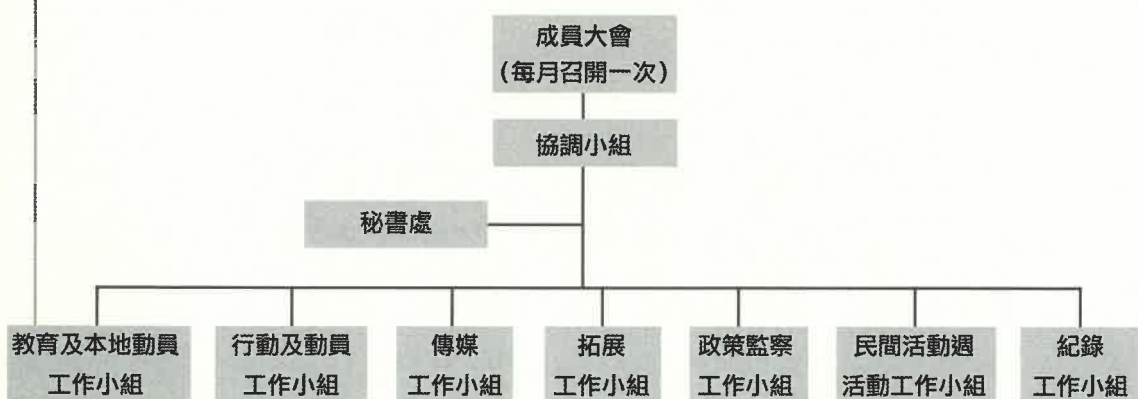 成員大會
（每月召開一次）
協調小組
秘書處
教育及本地動員
工作小組
行動及動員
工作小組
傳媒
工作小組
拓展
工作小組
政策監察
工作小組
民間活動週
活動工作小組
紀錄
工作小組